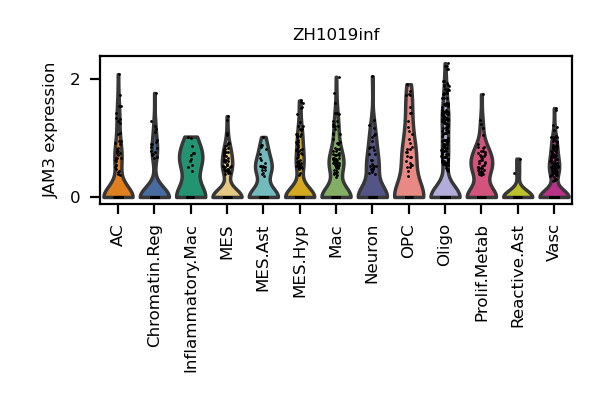 ZH1019inf
JAM3 expression
2
0
AC
Chromatin.Reg
Inflammatory.Mac
MES
MES.Ast
MES.Hyp
Mac
Neuron
OPC
Oligo
Prolif.Metab
Reactive.Ast
Vasc